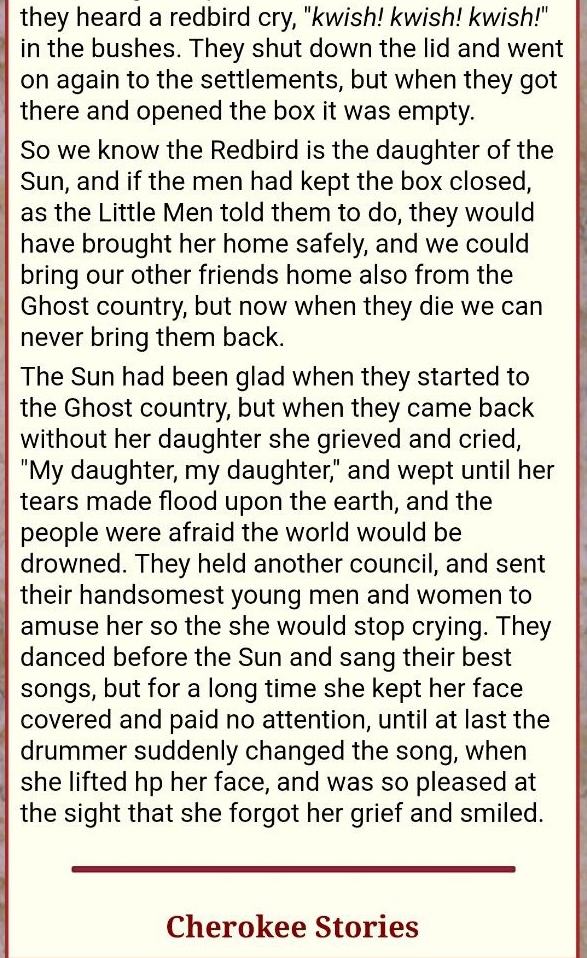 they heard a redbird cry, "kwish! kwish! kwish!"
in the bushes. They shut down the lid and went
on again to the settlements, but when they got
there and opened the box it was empty.
So we know the Redbird is the daughter of the
Sun, and if the men had kept the box closed,
as the Little Men told them to do, they would
have brought her home safely, and we could
bring our other friends home also from the
Ghost country, but now when they die we can
never bring them back.
The Sun had been glad when they started to
the Ghost country, but when they came back
without her daughter she grieved and cried,
"My daughter, my daughter," and wept until her
tears made flood upon the earth, and the
people were afraid the world would be
drowned. They held another council, and sent
their handsomest young men and women to
amuse her so the she would stop crying. They
danced before the Sun and sang their best
songs, but for a long time she kept her face
covered and paid no attention, until at last the
drummer suddenly changed the song, when
she lifted hp her face, and was so pleased at
the sight that she forgot her grief and smiled.
Cherokee Stories